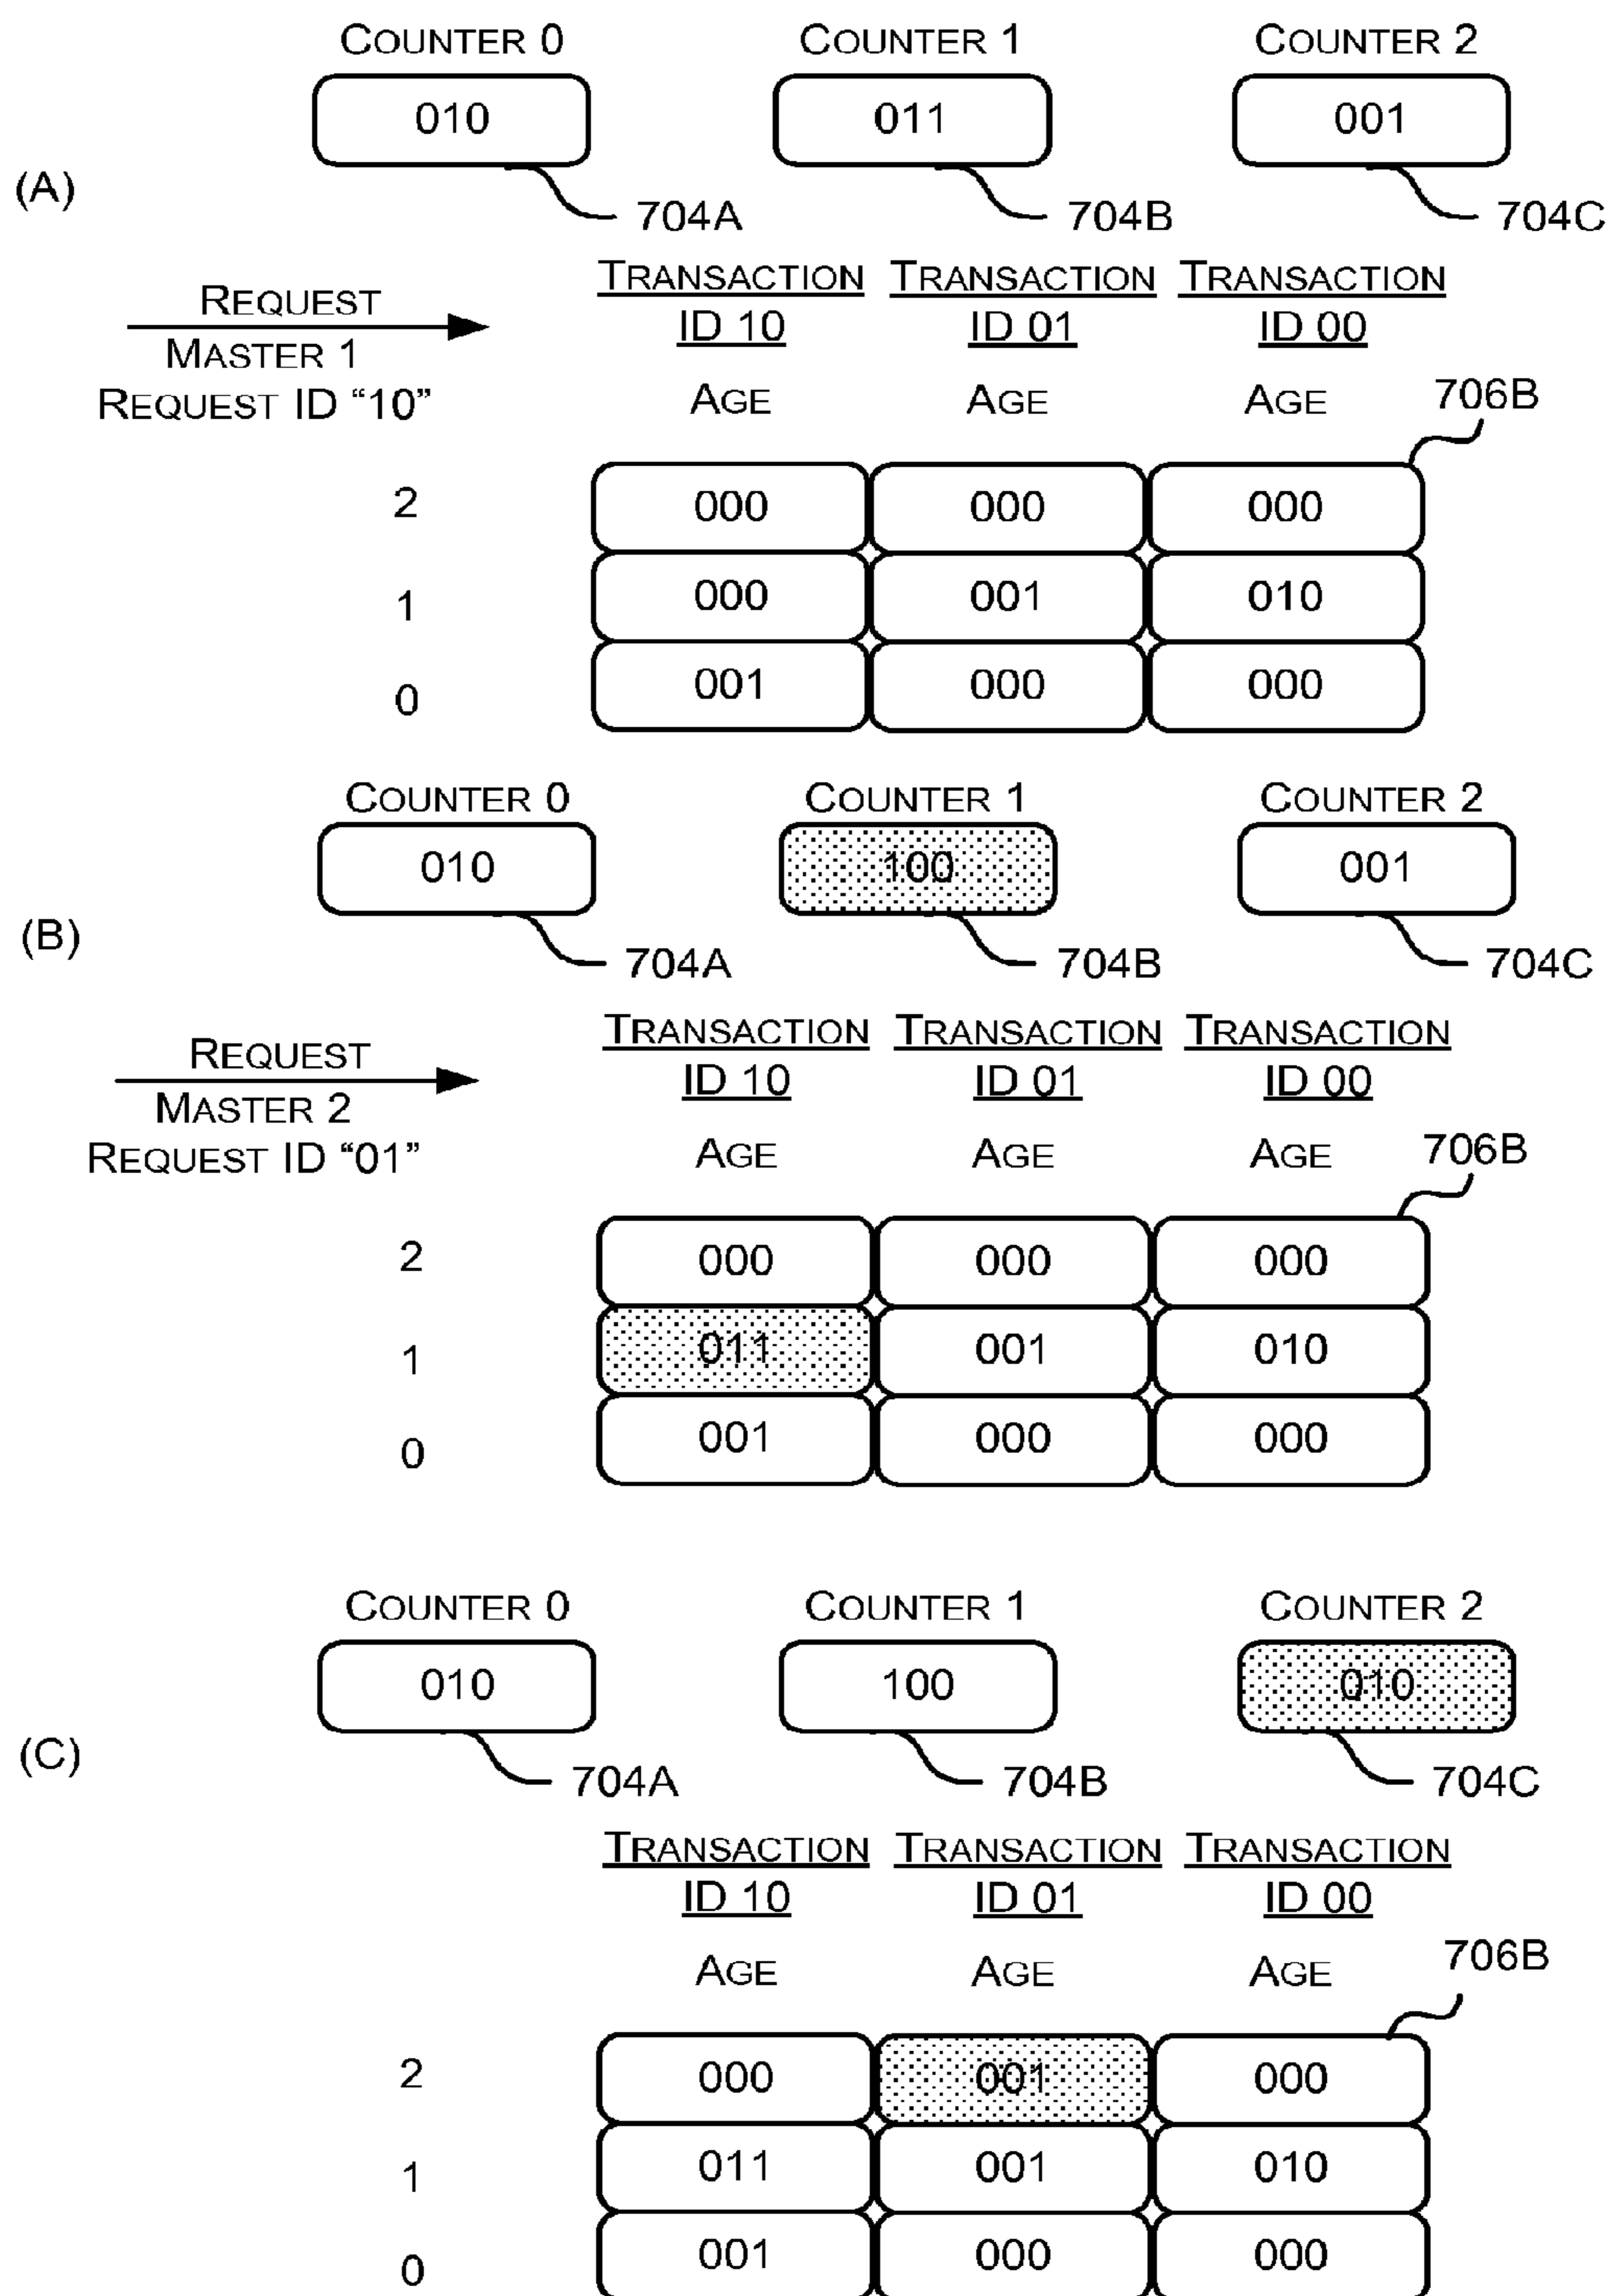 COUNTER 0 COUNTER 1 COUNTER 2
010 011 001
(A)
704A 704B 704C
REQUEST
MASTER 1
REQUEST ID “10”
TRANSACTION TRANSACTION TRANSACTION
ID 10 ID 01 ID 00
AGE AGE AGE
706B
2 000 000 000
1 000 001 010
0 001 000 000
COUNTER 0 COUNTER 1 COUNTER 2
010 100 001
(B)
704A 704B 704C
REQUEST
MASTER 2
REQUEST ID “01”
TRANSACTION TRANSACTION TRANSACTION
ID 10 ID 01 ID 00
AGE AGE AGE
706B
2 000 000 000
1 011 001 010
0 001 000 000
COUNTER 0 COUNTER 1 COUNTER 2
010 100 010
(C)
704A 704B 704C
TRANSACTION TRANSACTION TRANSACTION
ID 10 ID 01 ID 00
AGE AGE AGE
706B
2 000 001 000
1 011 001 010
0 001 000 000